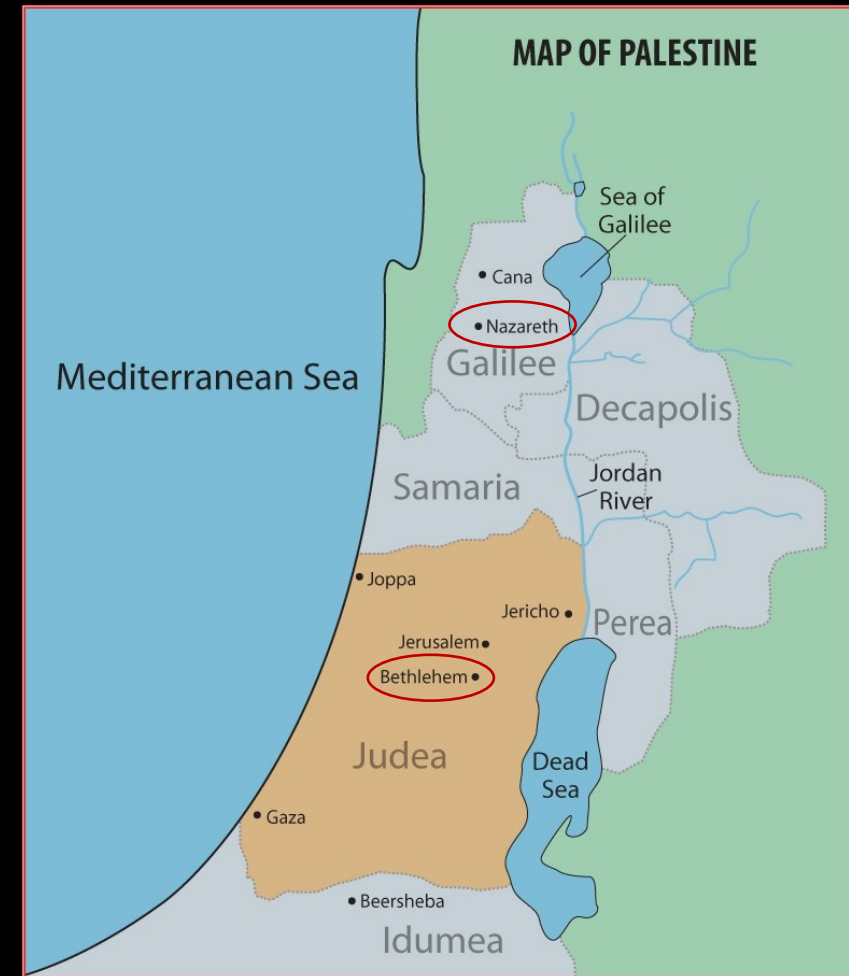 MAP OF PALESTINE
Sea of
Galilee
Cana
Nazareth
Galilee
Mediterranean Sea
Decapolis
Samaria
Jordan
River
Joppa
Jericho
Perea
Jerusalem
Bethlehem
Judea
Dead
Sea
Gaza
Beersheba
Idumea